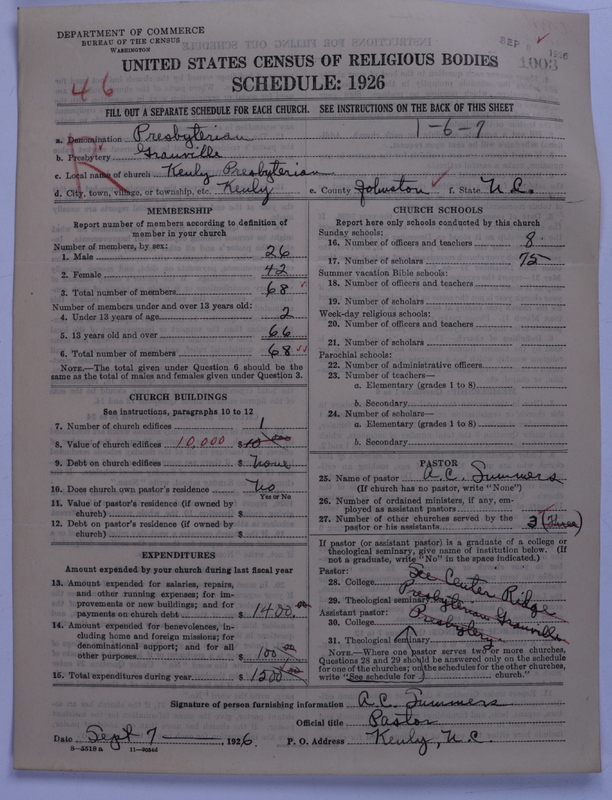 DEPARTMENT OF COMMERCE
BUREAU OF THE CENSUS
WASHINGTON
SEP
1003
UNITED STATES CENSUS OF RELIGIOUS BODIES
46
SCHEDULE: 1926
FILL OUT A SEPARATE SCHEDULE FOR EACH CHURCH. SEE INSTRUCTIONS ON THE BACK OF THIS SHEET
1-6-7
a. Denomination Presbyterian
b. Presbytery Granville
c. Local name of church Kenly Presbyterian
d. City, town, village, or township, etc. Kenly e. County Johnston f. State N.C.
MEMBERSHIP
Report number of members according to definition of member in your church
Number of members, by sex:
1. Male 26
2. Female 42
3. Total number of members 68
Number of members under and over 13 years old:
4. Under 13 years of age 2
5. 13 years old and over 66
6. Total number of members 68
NOTE.—The total given under Question 6 should be the same as the total of males and females given under Question 3.
CHURCH BUILDINGS
See instructions, paragraphs 10 to 12
7. Number of church edifices 1
8. Value of church edifices 10,000 $
9. Debt on church edifices $ none
10. Does church own pastor's residence No
Yes or No
11. Value of pastor's residence (if owned by church) $
12. Debt on pastor's residence (if owned by church) $
EXPENDITURES
Amount expended by your church during last fiscal year
13. Amount expended for salaries, repairs, and other running expenses; for improvements or new buildings; and for payments on church debt $ 1400.00
14. Amount expended for benevolences, including home and foreign missions; for denominational support; and for all other purposes $ 100.00
15. Total expenditures during year $ 1500.00
CHURCH SCHOOLS
Report here only schools conducted by this church
Sunday schools:
16. Number of officers and teachers 8
17. Number of scholars 75
Summer vacation Bible schools:
18. Number of officers and teachers
19. Number of scholars
Week-day religious schools:
20. Number of officers and teachers
21. Number of scholars
Parochial schools:
22. Number of administrative officers
23. Number of teachers—
a. Elementary (grades 1 to 8)
b. Secondary
24. Number of scholars—
a. Elementary (grades 1 to 8)
b. Secondary
PASTOR
25. Name of pastor A.C. Summers
(If church has no pastor, write "None")
26. Number of ordained ministers, if any, employed as assistant pastors
27. Number of other churches served by the pastor or his assistants 3 (Three)
If pastor (or assistant pastor) is a graduate of a college or theological seminary, give name of institution below. (If not a graduate, write "No" in the space indicated.)
Pastor:
28. College See Center Ridge
29. Theological seminary Presbyterian Granville
Assistant pastor:
30. College Presbytery
31. Theological seminary
NOTE.—Where one pastor serves two or more churches, Questions 28 and 29 should be answered only on the schedule for one of the churches; on the schedules for the other churches, write "See schedule for church."
Signature of person furnishing information A.C. Summers
Official title Pastor
Date Sept 7, 1926 P. O. Address Kenly, N.C.
8—5518a 11—9284d